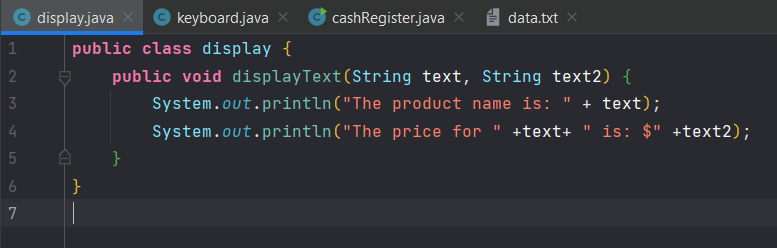 display.java × keyboard.java × cashRegister.java × data.txt ×
1 public class display {
2 public void displayText(String text, String text2) {
3 System.out.println("The product name is: " + text);
4 System.out.println("The price for " +text+ " is: $" +text2);
5 }
6 }
7